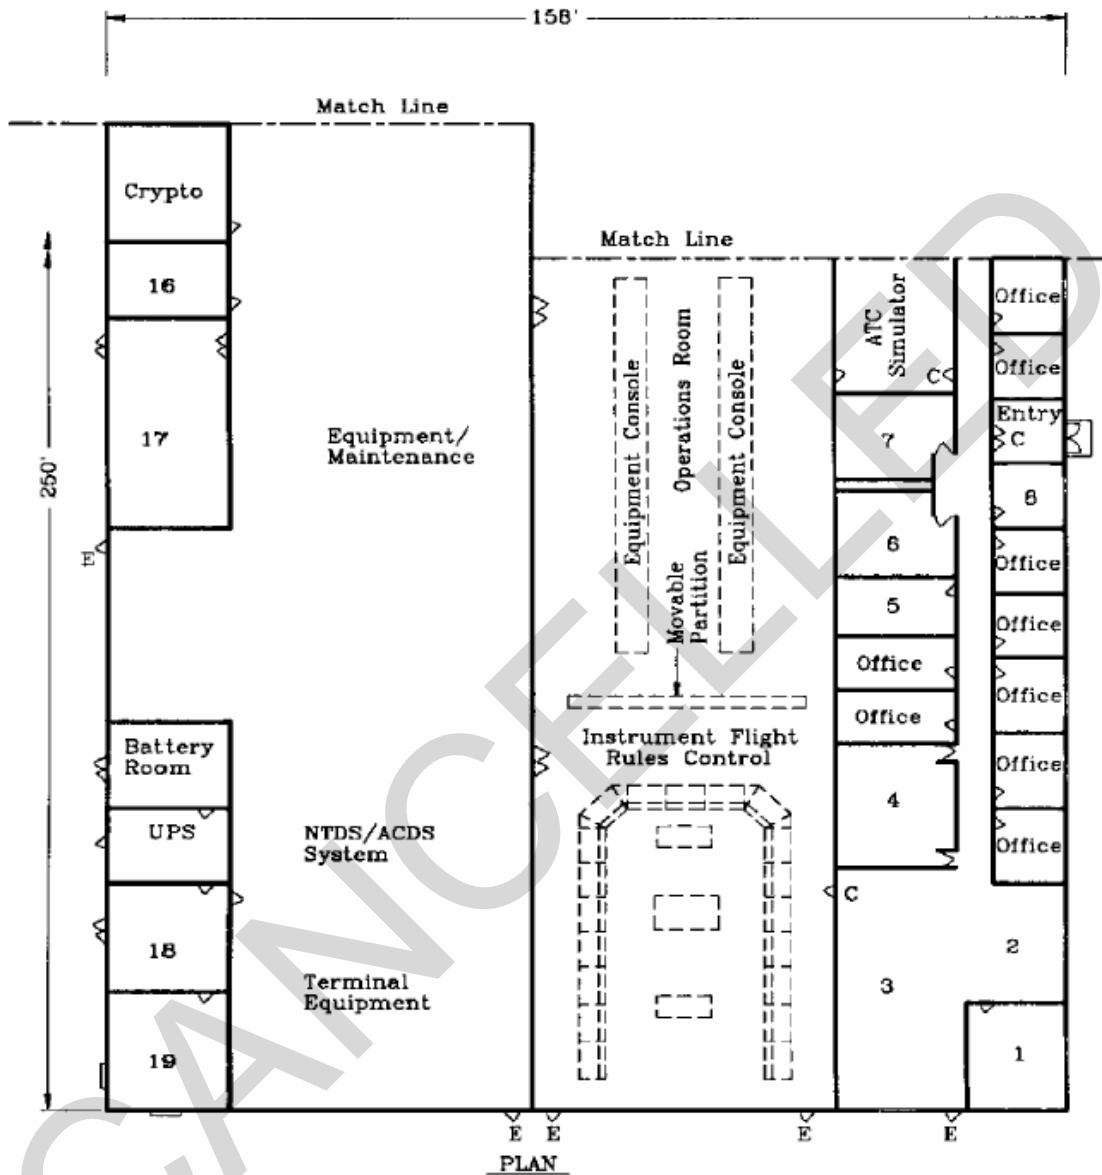 158'
Match Line
Crypto
Match Line
16
ATC
Simulator
Office
Operations Room
Equipment Console
Equipment Console
C
Office
Entry
C
17
Equipment/
Maintenance
7
250'
8
E
6
Office
Movable
Partition
5
Office
Office
Office
Office
Battery
Room
Instrument Flight
Rules Control
Office
4
UPS
NTDS/ACDS
System
Office
C
18
2
Terminal
Equipment
3
19
1
E
E
E
E
PLAN
CANCELLED